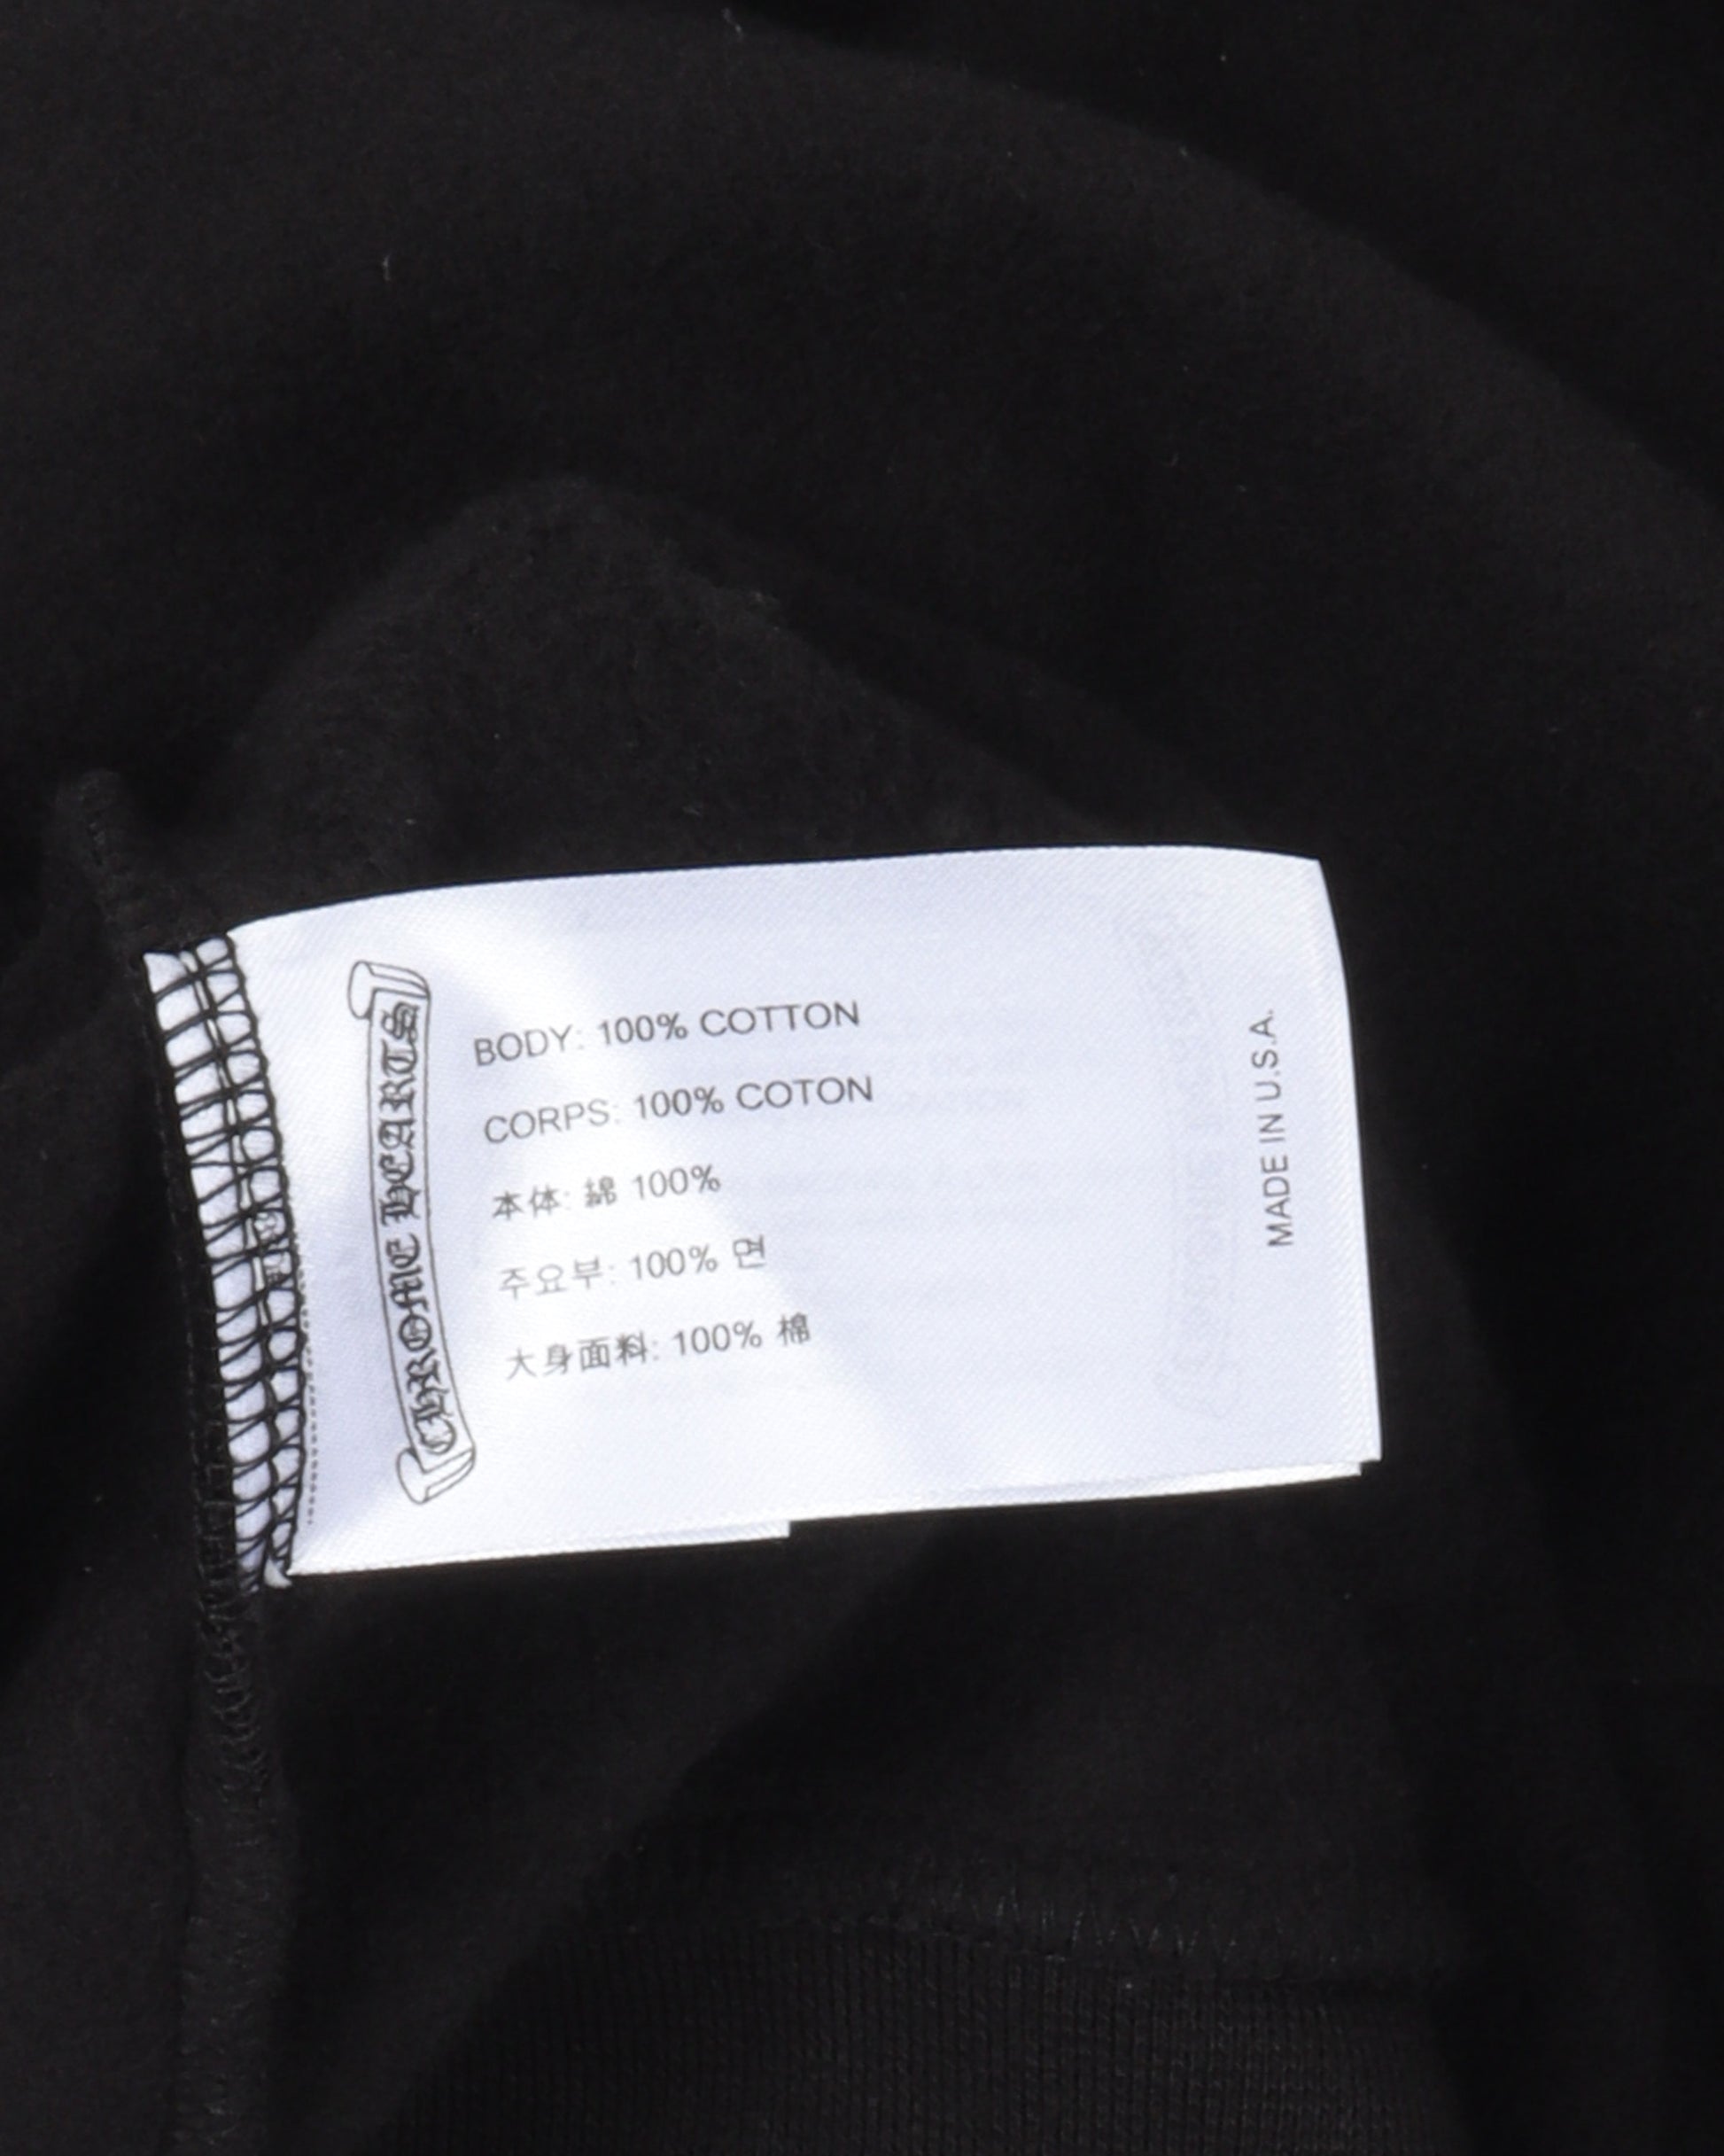 CHROME HEARTS
BODY: 100% COTTON
CORPS: 100% COTON
本体: 綿 100%
주요부: 100% 면
大身面料: 100% 棉
MADE IN U.S.A.